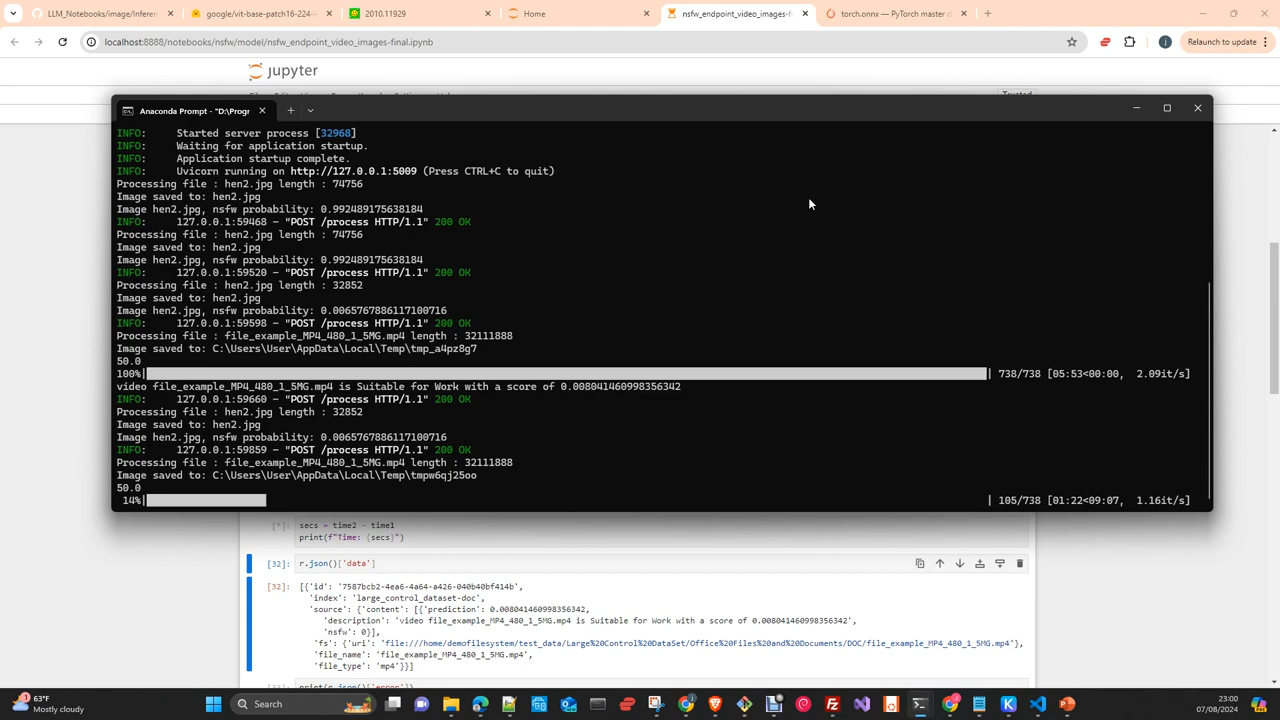 LLM_Notebooks/image/Inferen
google/vit-base-patch16-224-
2010.11929
Home
nsfw_endpoint_video_images-f
torch.onnx — PyTorch master d
localhost:8888/notebooks/nsfw/model/nsfw_endpoint_video_images-final.ipynb
Relaunch to update
jupyter
Trusted
Anaconda Prompt - "D:\Progr
INFO: Started server process [32968]
INFO: Waiting for application startup.
INFO: Application startup complete.
INFO: Uvicorn running on http://127.0.0.1:5009 (Press CTRL+C to quit)
Processing file : hen2.jpg length : 74756
Image saved to: hen2.jpg
Image hen2.jpg, nsfw probability: 0.992489175638184
INFO: 127.0.0.1:59468 - "POST /process HTTP/1.1" 200 OK
Processing file : hen2.jpg length : 74756
Image saved to: hen2.jpg
Image hen2.jpg, nsfw probability: 0.992489175638184
INFO: 127.0.0.1:59520 - "POST /process HTTP/1.1" 200 OK
Processing file : hen2.jpg length : 32852
Image saved to: hen2.jpg
Image hen2.jpg, nsfw probability: 0.0065767886117100716
INFO: 127.0.0.1:59598 - "POST /process HTTP/1.1" 200 OK
Processing file : file_example_MP4_480_1_5MG.mp4 length : 32111888
Image saved to: C:\Users\User\AppData\Local\Temp\tmp_a4pz8g7
50.0
100%| | 738/738 [05:53<00:00, 2.09it/s]
video file_example_MP4_480_1_5MG.mp4 is Suitable for Work with a score of 0.008041460998356342
INFO: 127.0.0.1:59660 - "POST /process HTTP/1.1" 200 OK
Processing file : hen2.jpg length : 32852
Image saved to: hen2.jpg
Image hen2.jpg, nsfw probability: 0.0065767886117100716
INFO: 127.0.0.1:59859 - "POST /process HTTP/1.1" 200 OK
Processing file : file_example_MP4_480_1_5MG.mp4 length : 32111888
Image saved to: C:\Users\User\AppData\Local\Temp\tmpw6qj25oo
50.0
14%| | 105/738 [01:22<09:07, 1.16it/s]
[*]: secs = time2 - time1
print(f"Time: {secs}")
[32]: r.json()['data']
[32]: [{'id': '7587bcb2-4ea6-4a64-a426-040b40bf414b',
'index': 'large_control_dataset-doc',
'source': {'content': [{'prediction': 0.008041460998356342,
'description': 'video file_example_MP4_480_1_5MG.mp4 is Suitable for Work with a score of 0.008041460998356342',
'nsfw': 0}],
'fs': {'uri': 'file:///home/demofilesystem/test_data/Large%20Control%20DataSet/Office%20Files%20and%20Documents/DOC/file_example_MP4_480_1_5MG.mp4'},
'file_name': 'file_example_MP4_480_1_5MG.mp4',
'file_type': 'mp4'}}]
print(r.json()['error'])
63°F
Mostly cloudy
Search
23:00
07/08/2024